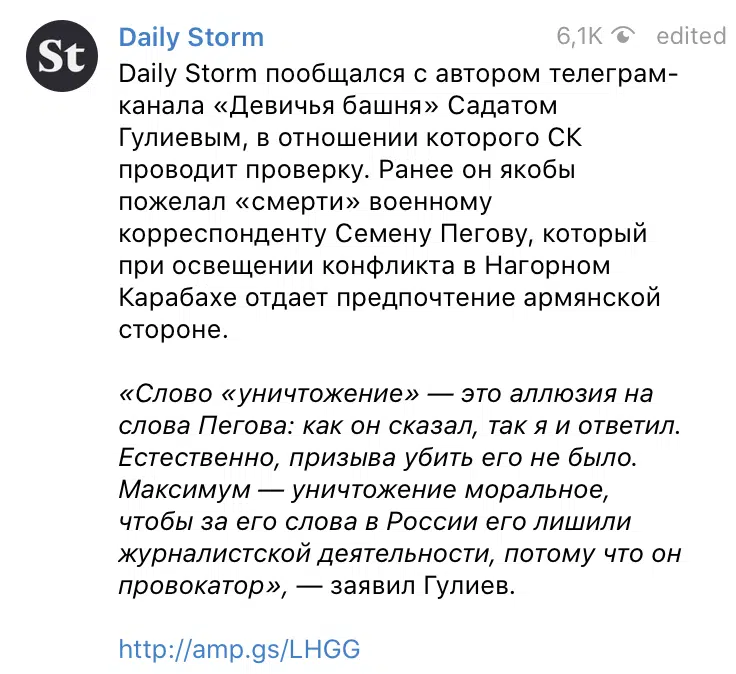 St
Daily Storm
6,1K edited
Daily Storm пообщался с автором телеграм-
канала «Девичья башня» Садатом
Гулиевым, в отношении которого СК
проводит проверку. Ранее он якобы
пожелал «смерти» военному
корреспонденту Семену Пегову, который
при освещении конфликта в Нагорном
Карабахе отдает предпочтение армянской
стороне.
«Слово «уничтожение» — это аллюзия на
слова Пегова: как он сказал, так я и ответил.
Естественно, призыва убить его не было.
Максимум — уничтожение моральное,
чтобы за его слова в России его лишили
журналистской деятельности, потому что он
провокатор», — заявил Гулиев.
http://amp.gs/LHGG